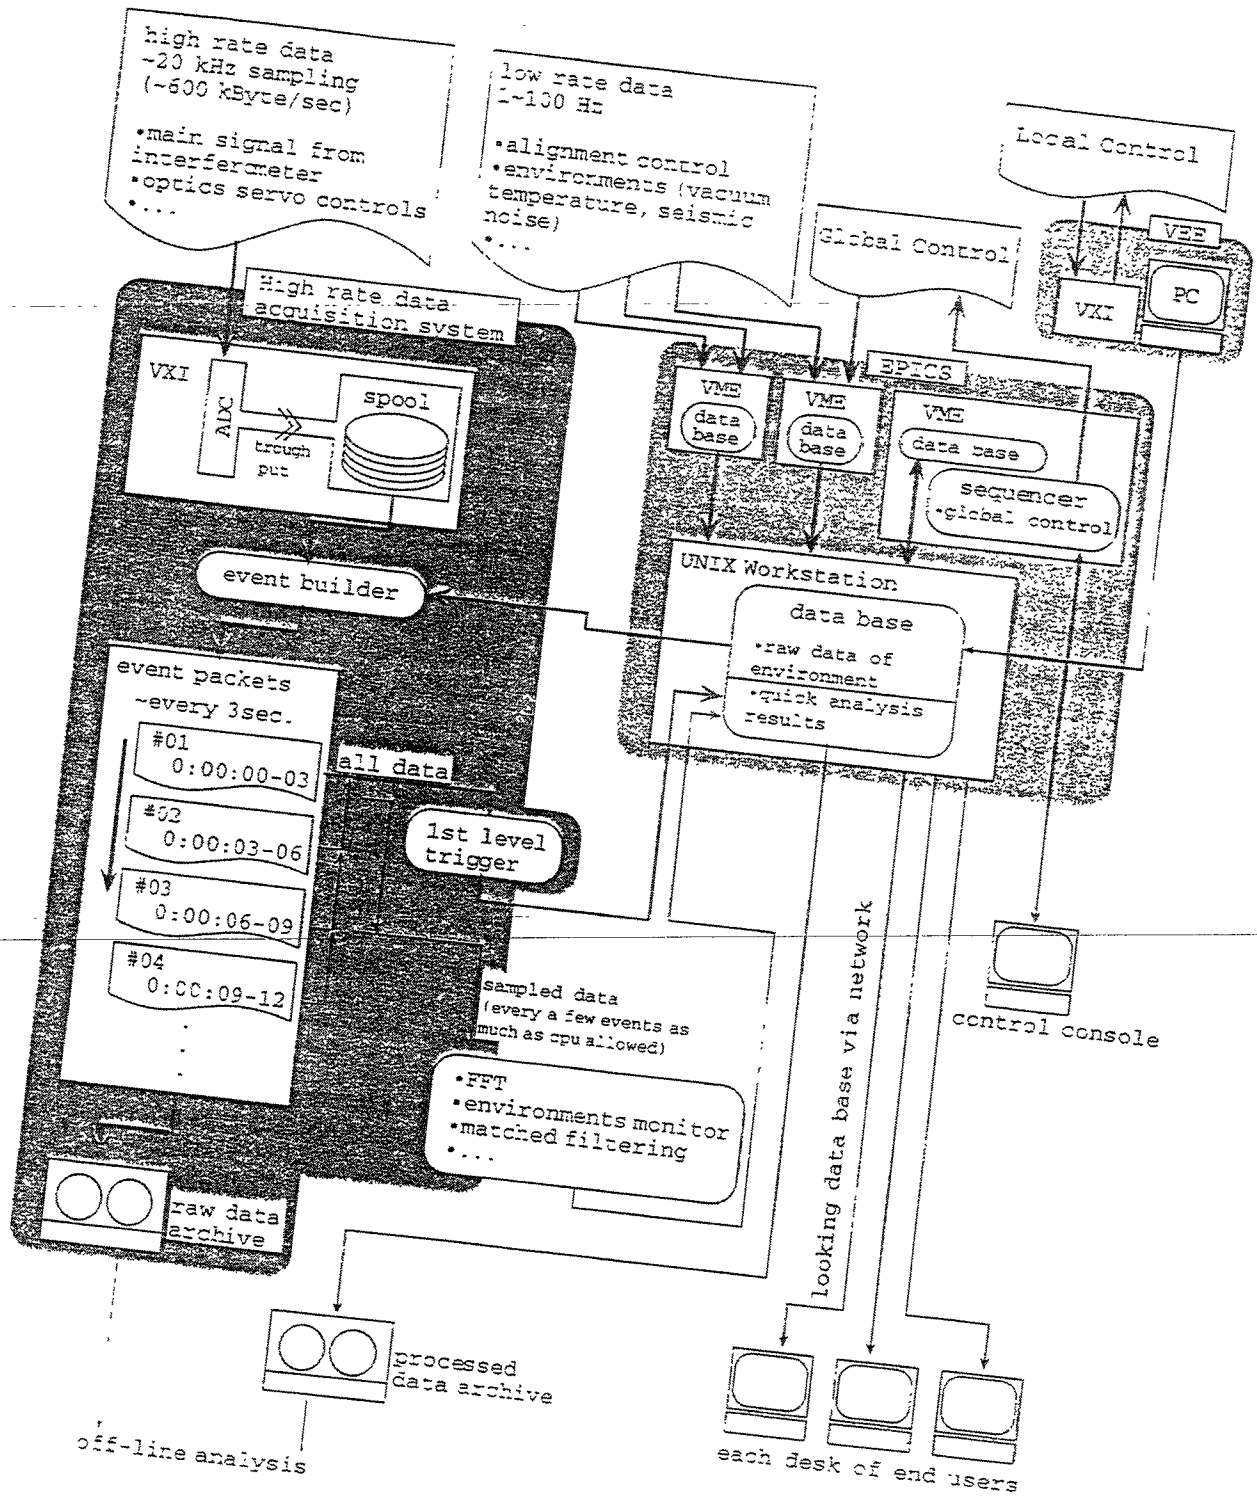 high rate data
~20 kHz sampling
(~600 kByte/sec)
•main signal from
interferometer
•optics servo controls
•...
low rate data
1~100 Hz
•alignment control
•environments (vacuum
temperature, seismic
noise)
•...
Global Control
Local Control
VEE
VXI
PC
High rate data
acquisition system
VXI
ADC
trough
put
spool
event builder
event packets
~every 3sec.
#01
0:00:00-03
#02
0:00:03-06
#03
0:00:06-09
#04
0:00:09-12
all data
1st level
trigger
sampled data
(every a few events as
much as cpu allowed)
•FFT
•environments monitor
•matched filtering
•...
raw data
archive
processed
data archive
off-line analysis
EPICS
VME
data
base
VME
data
base
VME
data base
sequencer
•global control
UNIX Workstation
data base
•raw data of
environment
•quick analysis
results
looking data base via network
control console
each desk of end users